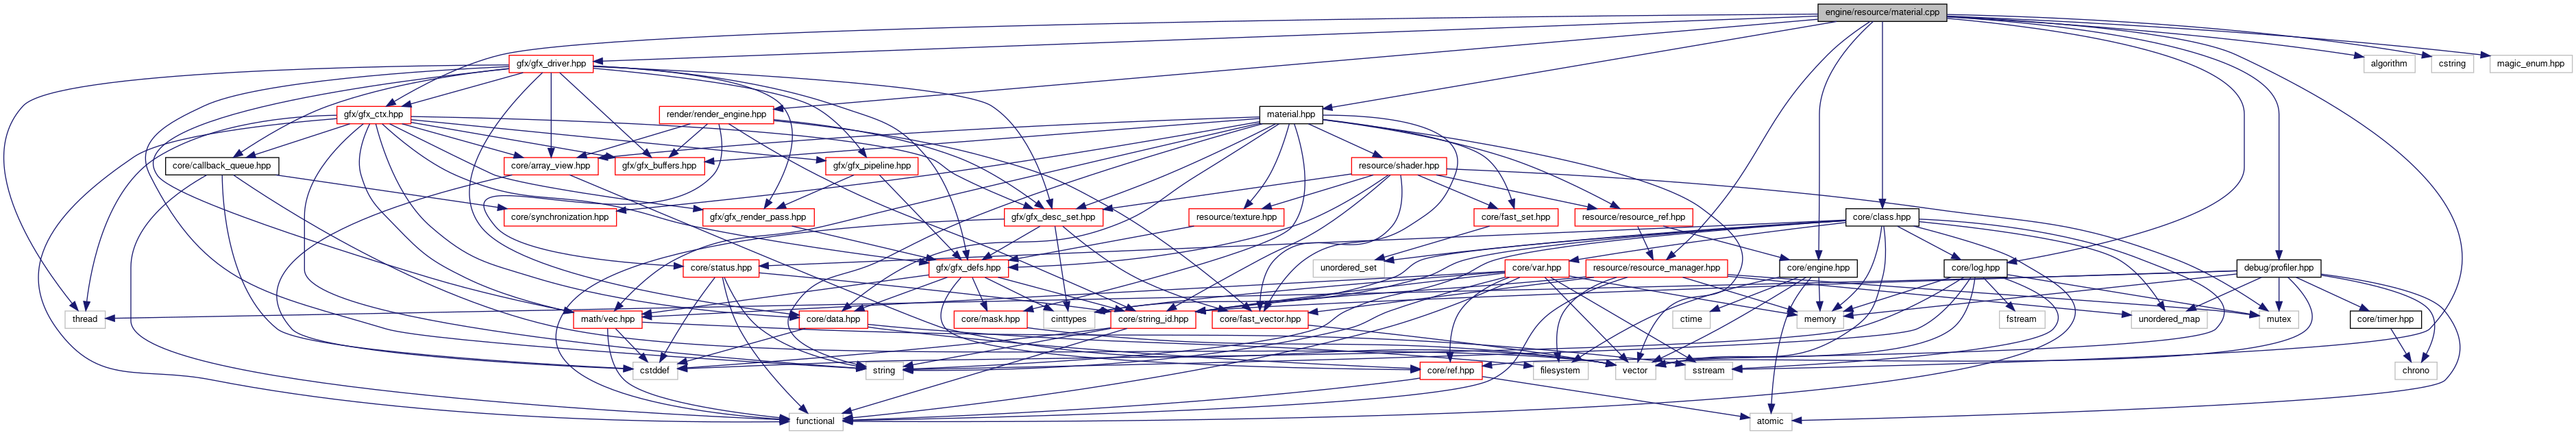 engine/resource/material.cpp
gfx/gfx_driver.hpp
algorithm
cstring
magic_enum.hpp
gfx/gfx_ctx.hpp
render/render_engine.hpp
material.hpp
core/callback_queue.hpp
core/array_view.hpp
gfx/gfx_buffers.hpp
gfx/gfx_pipeline.hpp
resource/shader.hpp
core/synchronization.hpp
gfx/gfx_render_pass.hpp
gfx/gfx_desc_set.hpp
resource/texture.hpp
core/fast_set.hpp
resource/resource_ref.hpp
core/class.hpp
core/status.hpp
gfx/gfx_defs.hpp
unordered_set
core/var.hpp
resource/resource_manager.hpp
core/engine.hpp
core/log.hpp
debug/profiler.hpp
thread
math/vec.hpp
core/data.hpp
core/mask.hpp
cinttypes
core/string_id.hpp
core/fast_vector.hpp
ctime
memory
fstream
unordered_map
mutex
core/timer.hpp
cstddef
string
core/ref.hpp
filesystem
vector
sstream
chrono
functional
atomic